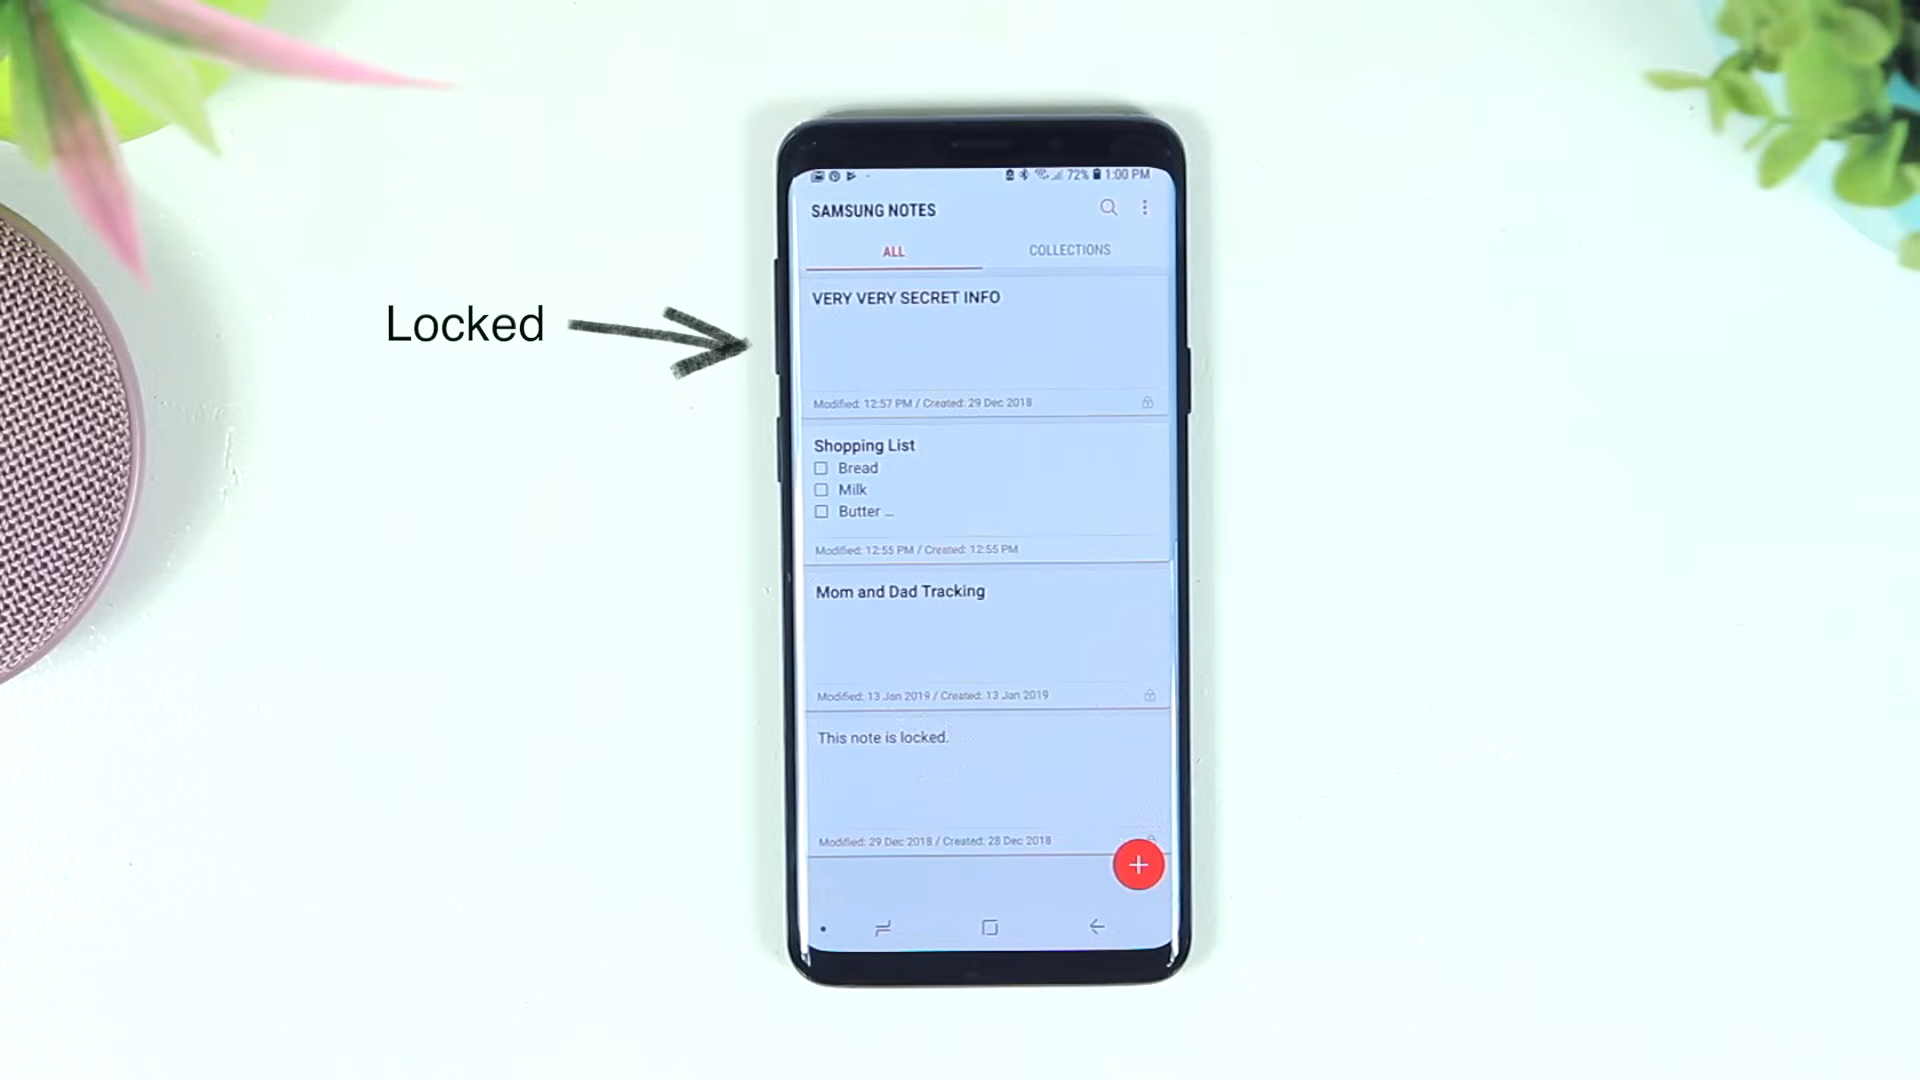 72% 1:00 PM
SAMSUNG NOTES
ALL
COLLECTIONS
VERY VERY SECRET INFO
Locked
Modified: 12:57 PM / Created: 29 Dec 2018
Shopping List
Bread
Milk
Butter ...
Modified: 12:55 PM / Created: 12:55 PM
Mom and Dad Tracking
Modified: 13 Jan 2019 / Created: 13 Jan 2019
This note is locked.
Modified: 29 Dec 2018 / Created: 28 Dec 2018